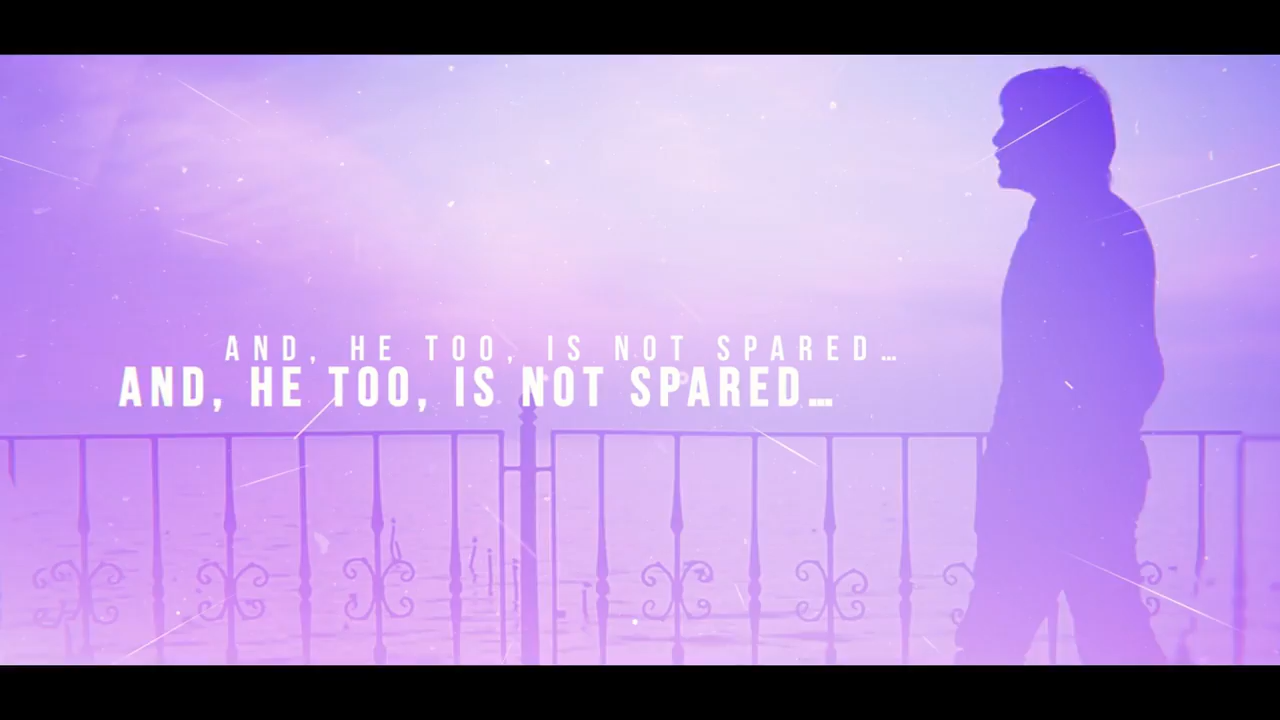 AND, HE TOO, IS NOT SPARED…
AND, HE TOO, IS NOT SPARED…